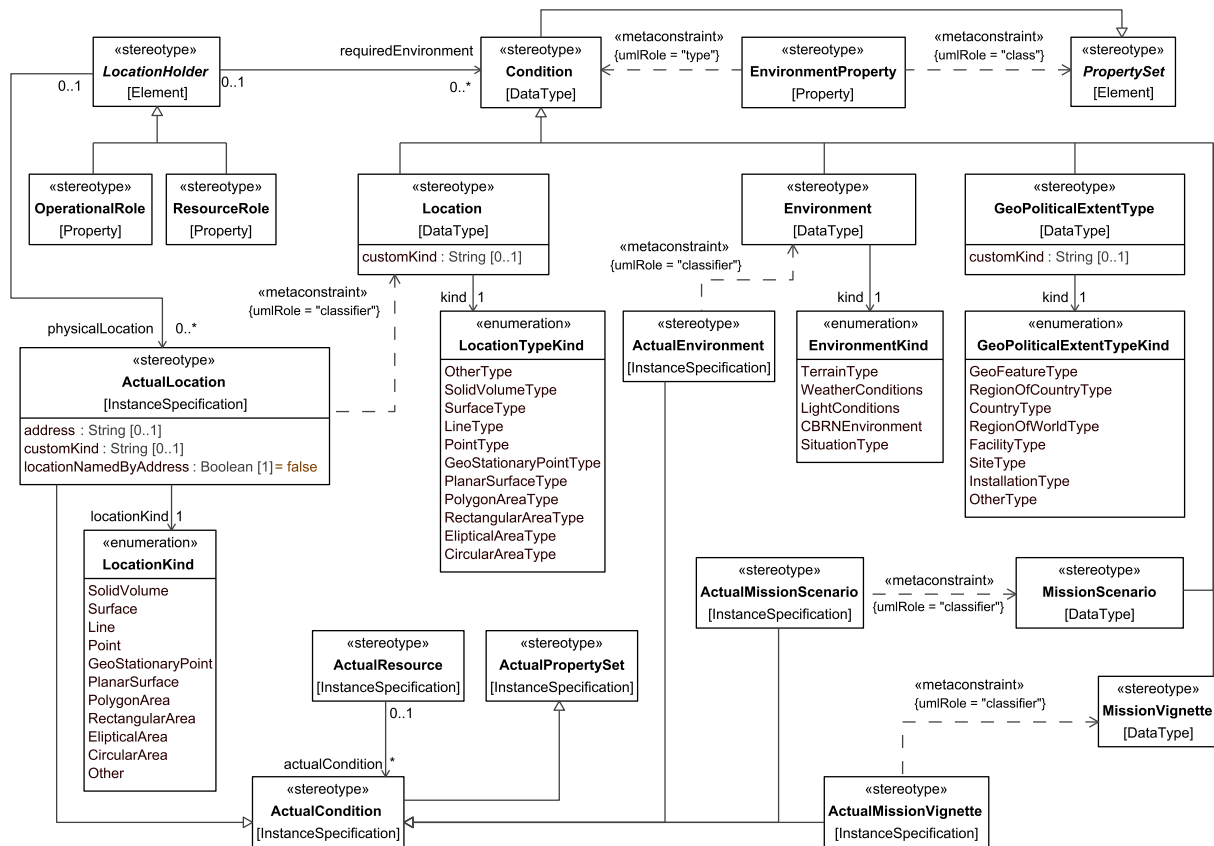 «stereotype»
LocationHolder
[Element]
0..1
0..1
requiredEnvironment
0..*
«stereotype»
Condition
[DataType]
«metaconstraint»
{umlRole = "type"}
«stereotype»
EnvironmentProperty
[Property]
«metaconstraint»
{umlRole = "class"}
«stereotype»
PropertySet
[Element]
«stereotype»
OperationalRole
[Property]
«stereotype»
ResourceRole
[Property]
«stereotype»
Location
[DataType]
customKind : String [0..1]
«stereotype»
Environment
[DataType]
«stereotype»
GeoPoliticalExtentType
[DataType]
customKind : String [0..1]
«metaconstraint»
{umlRole = "classifier"}
«metaconstraint»
{umlRole = "classifier"}
kind 1
kind 1
kind 1
physicalLocation 0..*
«stereotype»
ActualLocation
[InstanceSpecification]
address : String [0..1]
customKind : String [0..1]
locationNamedByAddress : Boolean [1] = false
«enumeration»
LocationTypeKind
OtherType
SolidVolumeType
SurfaceType
LineType
PointType
GeoStationaryPointType
PlanarSurfaceType
PolygonAreaType
RectangularAreaType
ElipticalAreaType
CircularAreaType
«stereotype»
ActualEnvironment
[InstanceSpecification]
«enumeration»
EnvironmentKind
TerrainType
WeatherConditions
LightConditions
CBRNEnvironment
SituationType
«enumeration»
GeoPoliticalExtentTypeKind
GeoFeatureType
RegionOfCountryType
CountryType
RegionOfWorldType
FacilityType
SiteType
InstallationType
OtherType
locationKind 1
«enumeration»
LocationKind
SolidVolume
Surface
Line
Point
GeoStationaryPoint
PlanarSurface
PolygonArea
RectangularArea
ElipticalArea
CircularArea
Other
«stereotype»
ActualMissionScenario
[InstanceSpecification]
«metaconstraint»
{umlRole = "classifier"}
«stereotype»
MissionScenario
[DataType]
«stereotype»
ActualResource
[InstanceSpecification]
«stereotype»
ActualPropertySet
[InstanceSpecification]
0..1
actualCondition *
«metaconstraint»
{umlRole = "classifier"}
«stereotype»
MissionVignette
[DataType]
«stereotype»
ActualCondition
[InstanceSpecification]
«stereotype»
ActualMissionVignette
[InstanceSpecification]